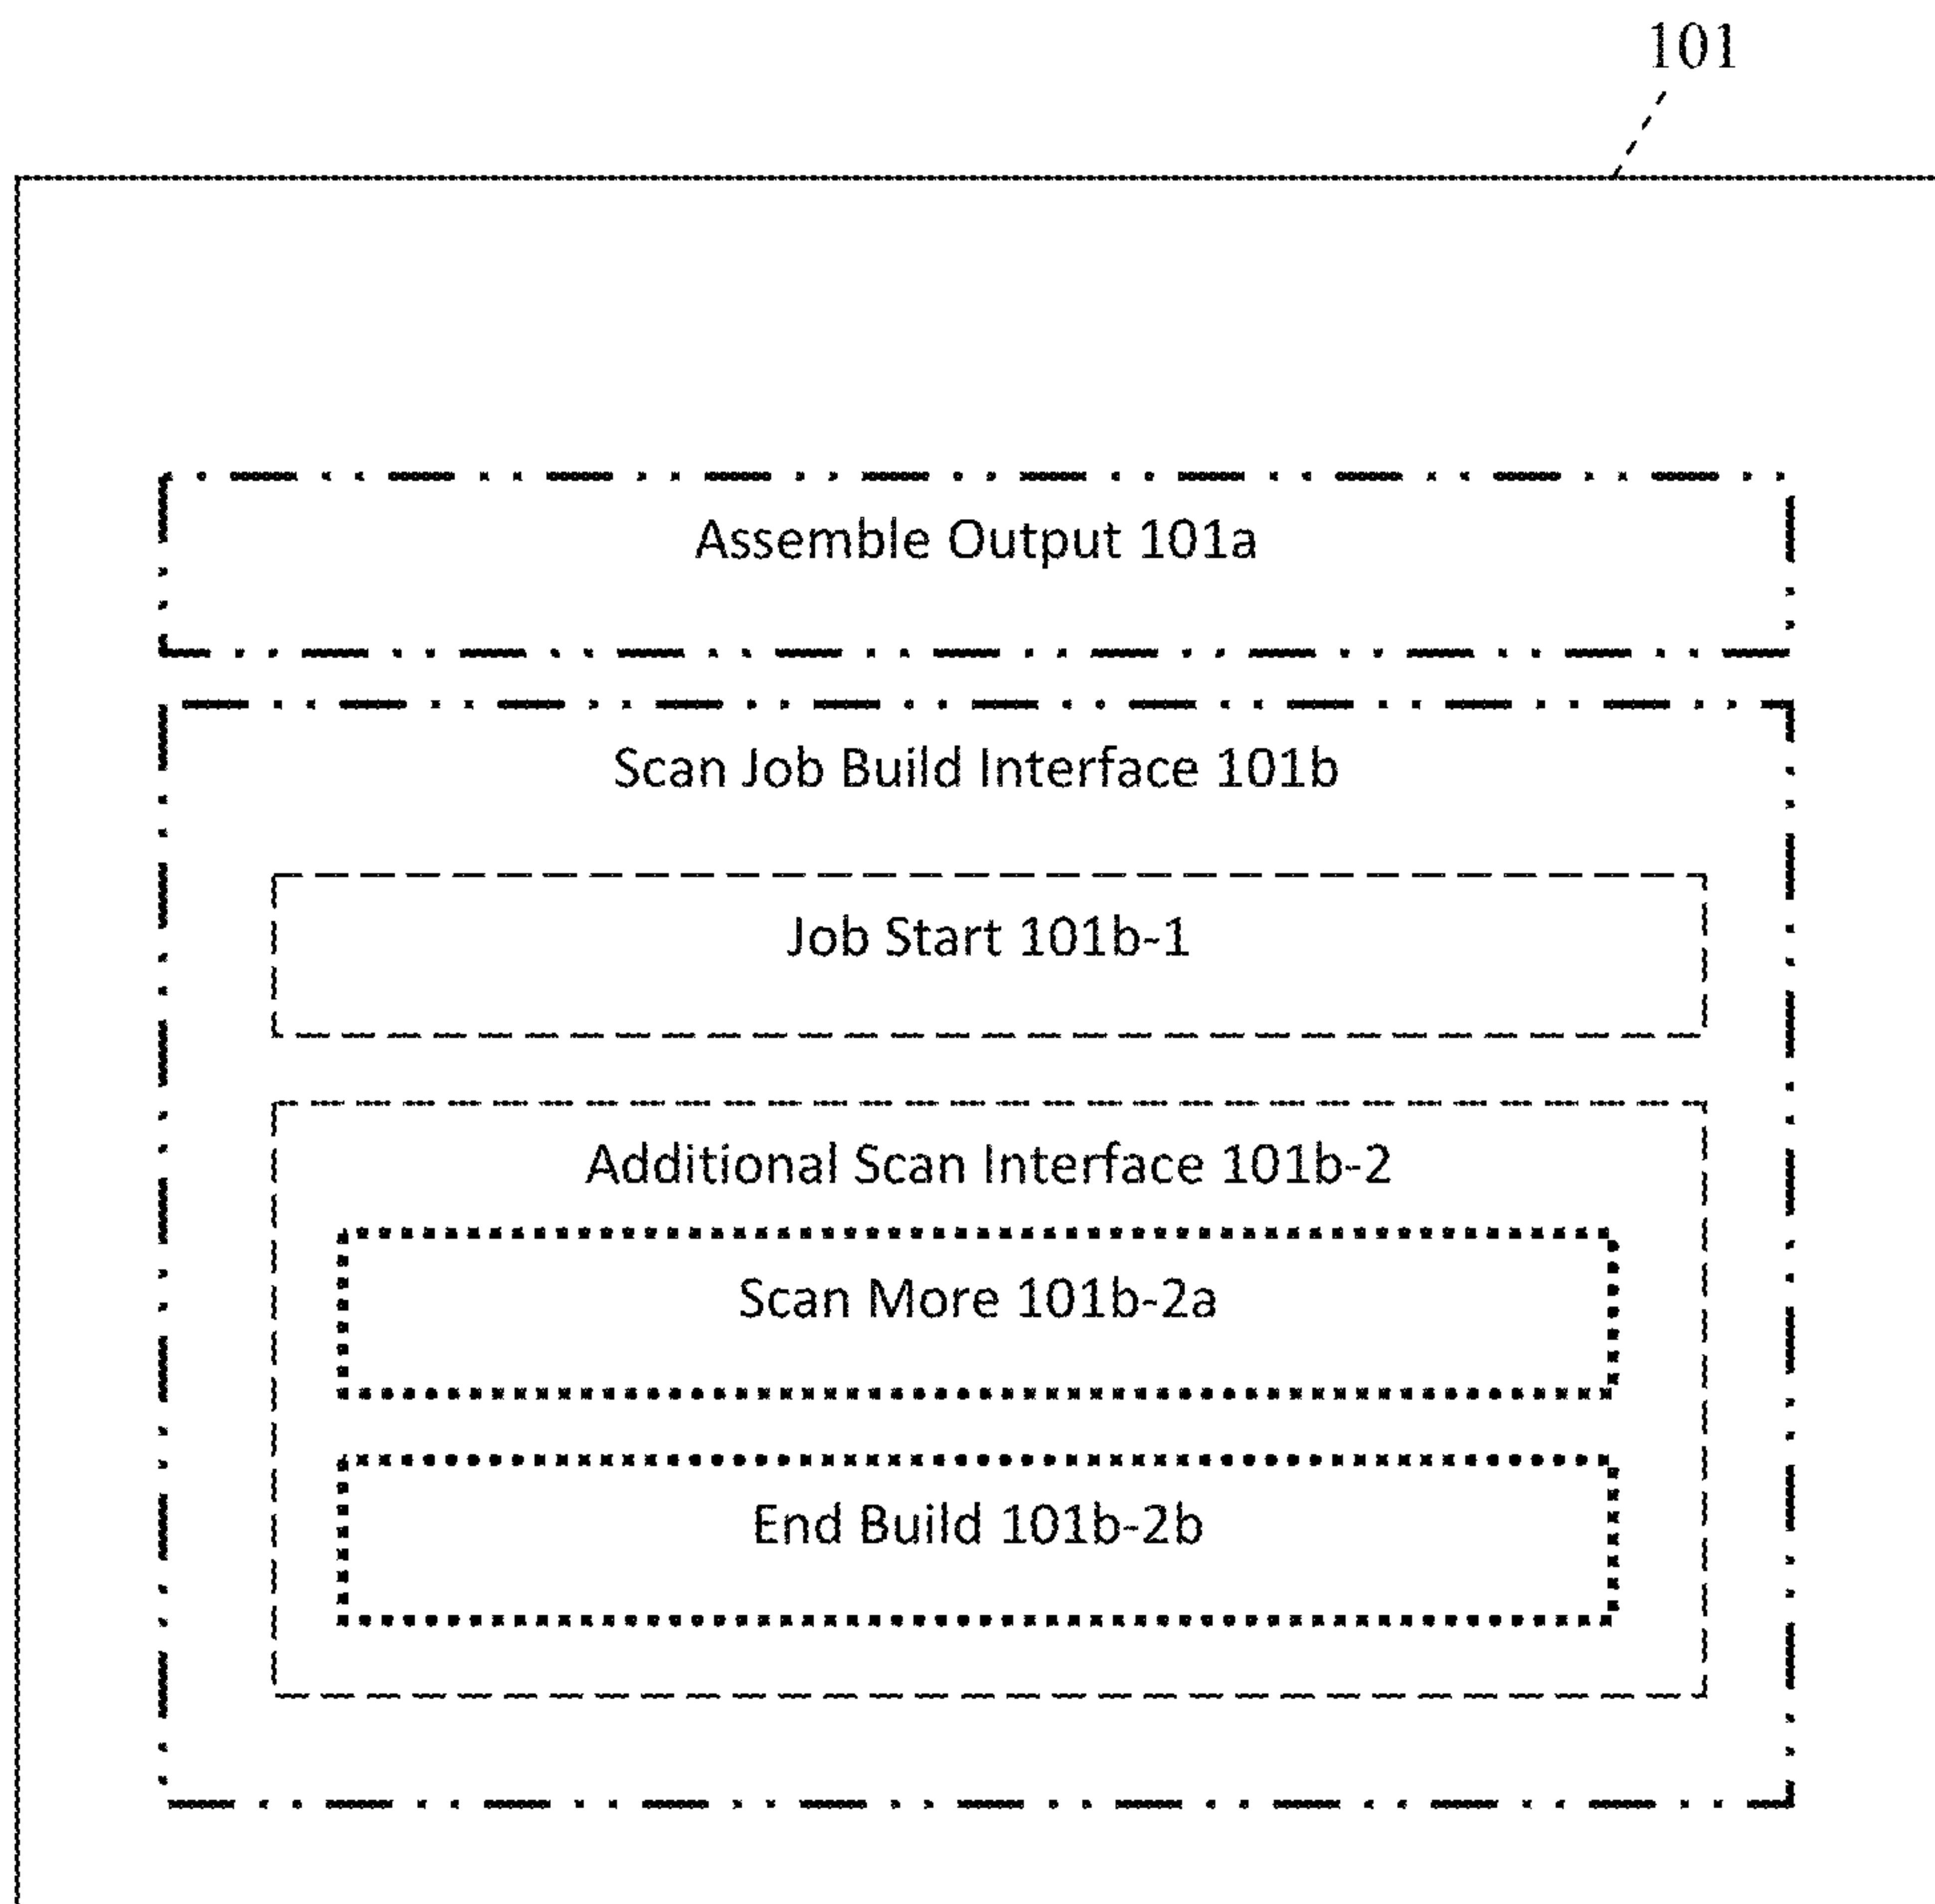 101
Assemble Output 101a
Scan Job Build Interface 101b
Job Start 101b-1
Additional Scan Interface 101b-2
Scan More 101b-2a
End Build 101b-2b